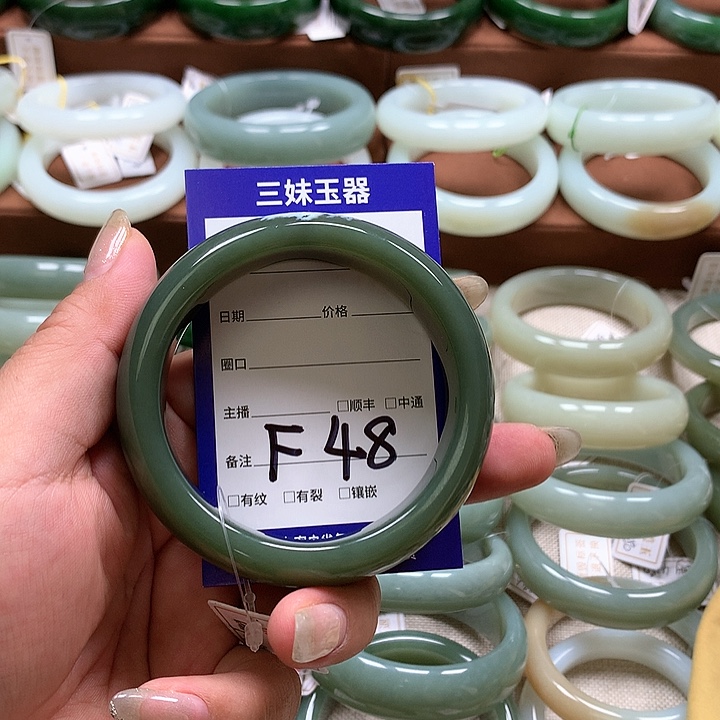 三妹玉器
日期 价格
圈口
主播 □顺丰 □中通
备注 F 48
□有纹 □有裂 □镶嵌